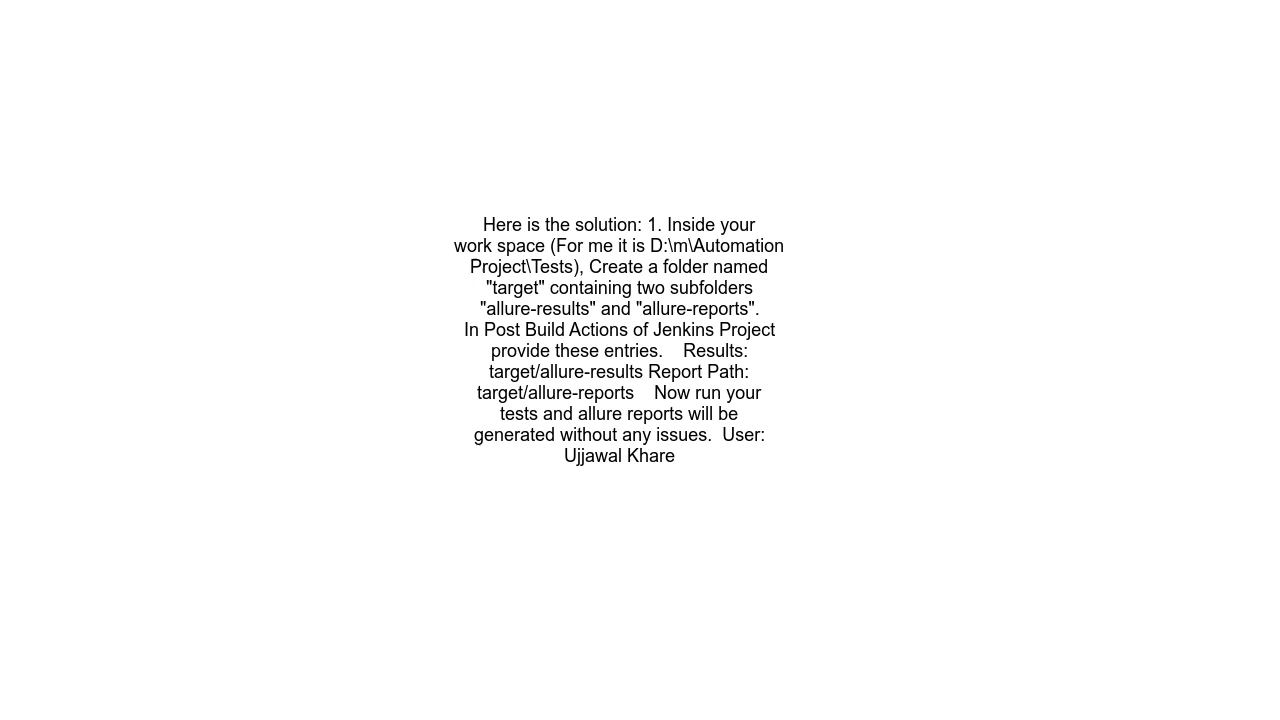 Here is the solution: 1. Inside your
work space (For me it is D:\m\Automation
Project\Tests), Create a folder named
"target" containing two subfolders
"allure-results" and "allure-reports".
In Post Build Actions of Jenkins Project
provide these entries.    Results:
target/allure-results Report Path:
target/allure-reports    Now run your
tests and allure reports will be
generated without any issues.  User:
Ujjawal Khare